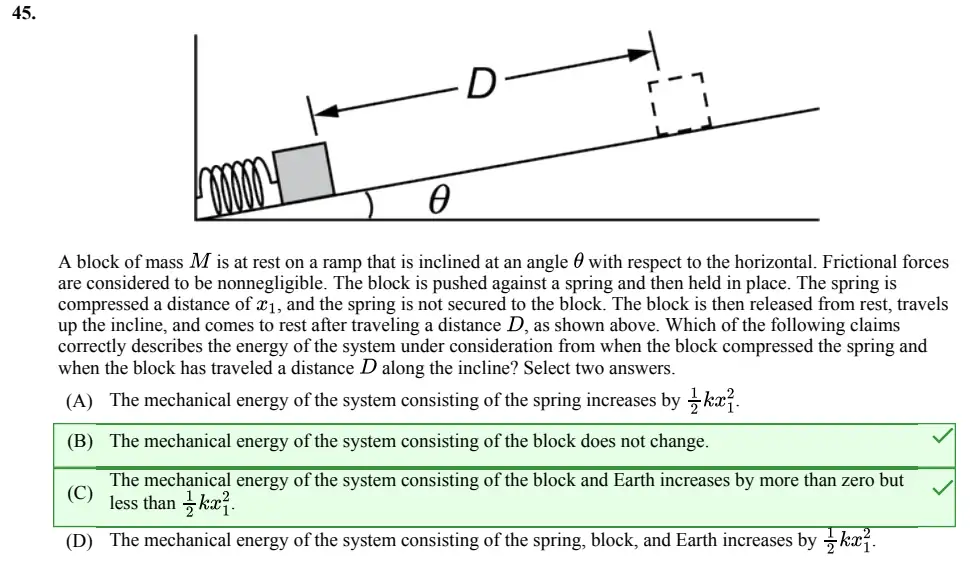 45.
D
θ
A block of mass M is at rest on a ramp that is inclined at an angle θ with respect to the horizontal. Frictional forces
are considered to be nonnegligible. The block is pushed against a spring and then held in place. The spring is
compressed a distance of x₁, and the spring is not secured to the block. The block is then released from rest, travels
up the incline, and comes to rest after traveling a distance D, as shown above. Which of the following claims
correctly describes the energy of the system under consideration from when the block compressed the spring and
when the block has traveled a distance D along the incline? Select two answers.
(A) The mechanical energy of the system consisting of the spring increases by ½kx₁².
(B) The mechanical energy of the system consisting of the block does not change.
(C) The mechanical energy of the system consisting of the block and Earth increases by more than zero but
less than ½kx₁².
(D) The mechanical energy of the system consisting of the spring, block, and Earth increases by ½kx₁².